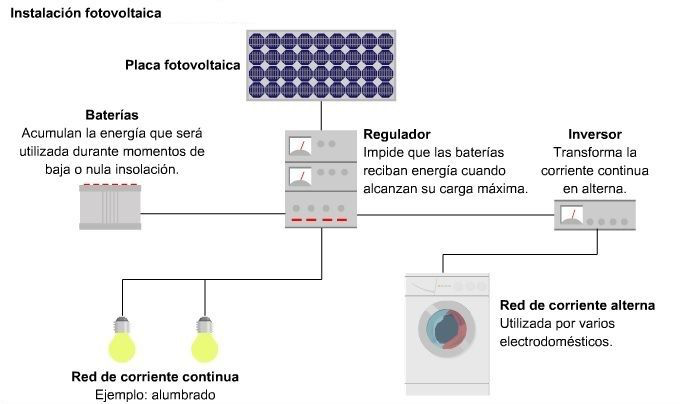 Instalación fotovoltaica
Placa fotovoltaica
Baterías
Acumulan la energía que será
utilizada durante momentos de
baja o nula insolación.
Regulador
Impide que las baterías
reciban energía cuando
alcanzan su carga máxima.
Inversor
Transforma la
corriente continua
en alterna.
Red de corriente alterna
Utilizada por varios
electrodomésticos.
Red de corriente continua
Ejemplo: alumbrado